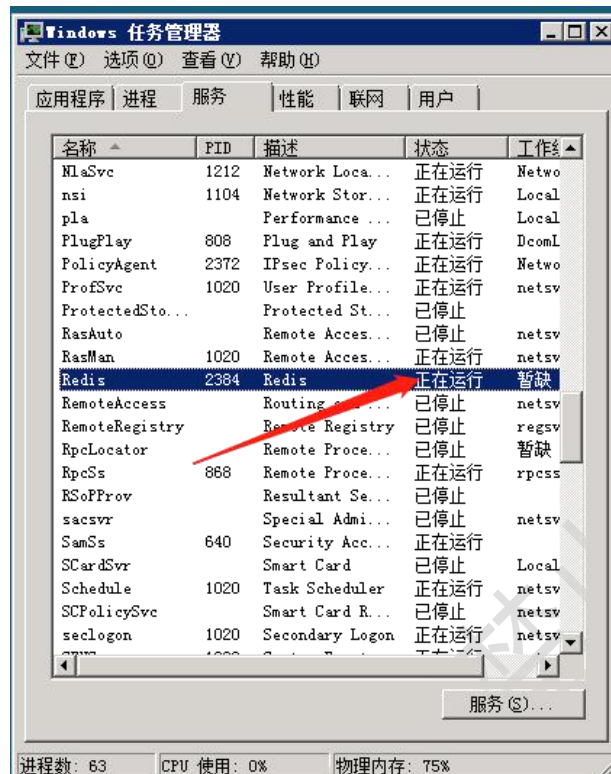 Windows 任务管理器
文件(F) 选项(O) 查看(V) 帮助(H)
应用程序 进程 服务 性能 联网 用户
名称 PID 描述 状态
NlaSvc 1212 Network Loca... 正在运行 Netwo
nsi 1104 Network Stor... 正在运行 Local
pla Performance ... 已停止 Local
PlugPlay 808 Plug and Play 正在运行 DcomL
PolicyAgent 2372 IPsec Policy... 正在运行 Netwo
ProfSvc 1020 User Profile... 正在运行 netsv
ProtectedSto... Protected St... 已停止
RasAuto Remote Acces... 已停止 netsv
RasMan 1020 Remote Acces... 正在运行 netsv
Redis 2384 Redis 正在运行 暂缺
RemoteAccess Routing 已停止 netsv
RemoteRegistry Remote Registry 已停止 regsv
RpcLocator Remote Proce... 已停止 暂缺
RpcSs 868 Remote Proce... 正在运行 rpcss
RSoPProv Resultant Se... 已停止
sacsvr Special Admi... 已停止 netsv
SamSs 640 Security Acc... 正在运行
SCardSvr Smart Card 已停止 Local
Schedule 1020 Task Scheduler 正在运行 netsv
SCPolicySvc Smart Card R... 已停止 netsv
seclogon 1020 Secondary Logon 正在运行 netsv
服务(S)...
进程数: 63 CPU 使用: 0% 物理内存: 75%